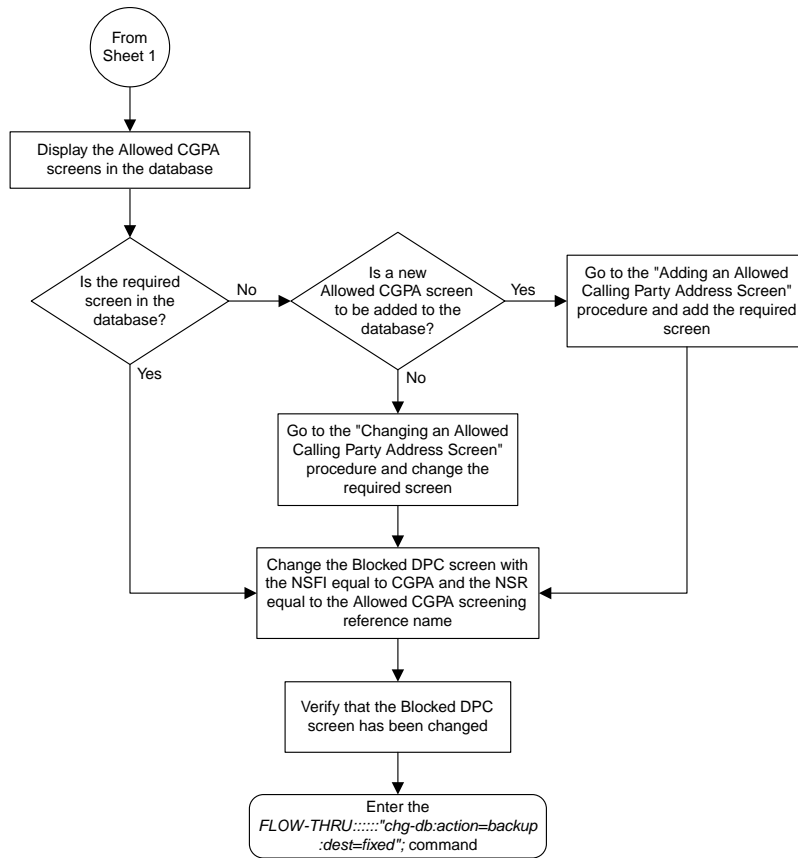 From
Sheet 1
Display the Allowed CGPA
screens in the database
Is the required
screen in the
database?
No
Yes
Is a new
Allowed CGPA screen
to be added to the
database?
Yes
No
Go to the "Adding an Allowed
Calling Party Address Screen"
procedure and add the required
screen
Go to the "Changing an Allowed
Calling Party Address Screen"
procedure and change the
required screen
Change the Blocked DPC screen with
the NSFI equal to CGPA and the NSR
equal to the Allowed CGPA screening
reference name
Verify that the Blocked DPC
screen has been changed
Enter the
FLOW-THRU::::::"chg-db:action=backup
:dest=fixed"; command